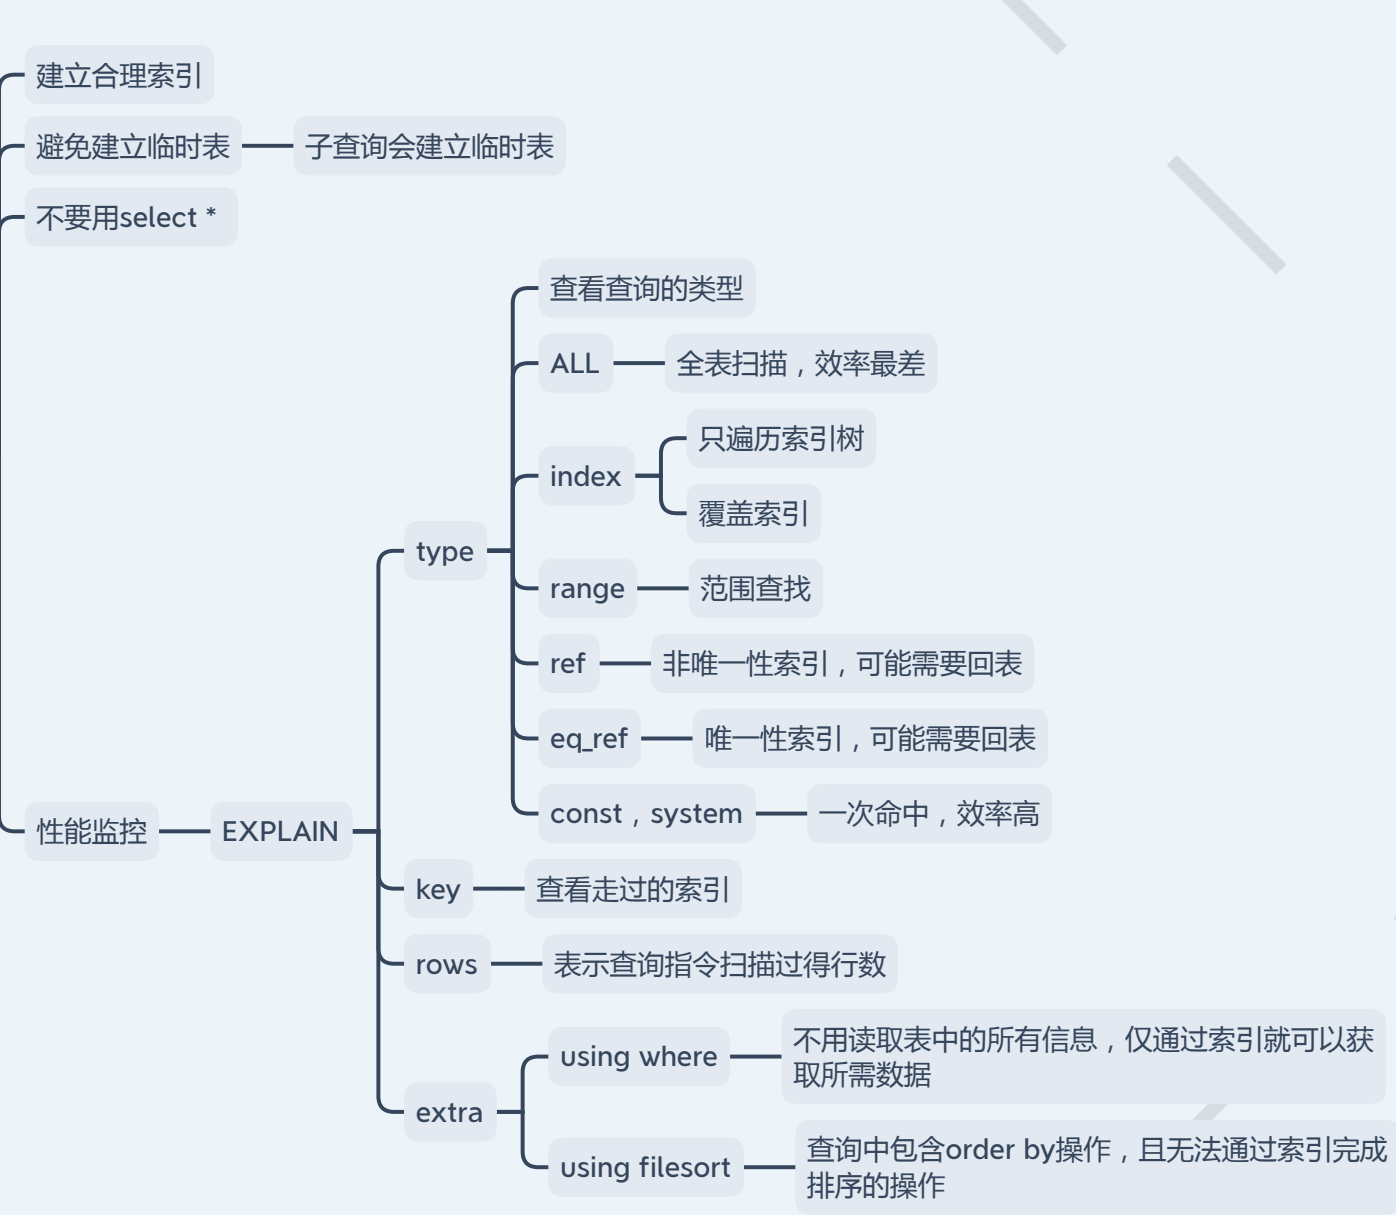 建立合理索引
避免建立临时表
子查询会建立临时表
不要用select *
查看查询的类型
ALL
全表扫描，效率最差
只遍历索引树
index
覆盖索引
type
range
范围查找
ref
非唯一性索引，可能需要回表
eq_ref
唯一性索引，可能需要回表
const，system
一次命中，效率高
性能监控
EXPLAIN
key
查看走过的索引
rows
表示查询指令扫描过得行数
using where
不用读取表中的所有信息，仅通过索引就可以获
取所需数据
extra
using filesort
查询中包含order by操作，且无法通过索引完成
排序的操作